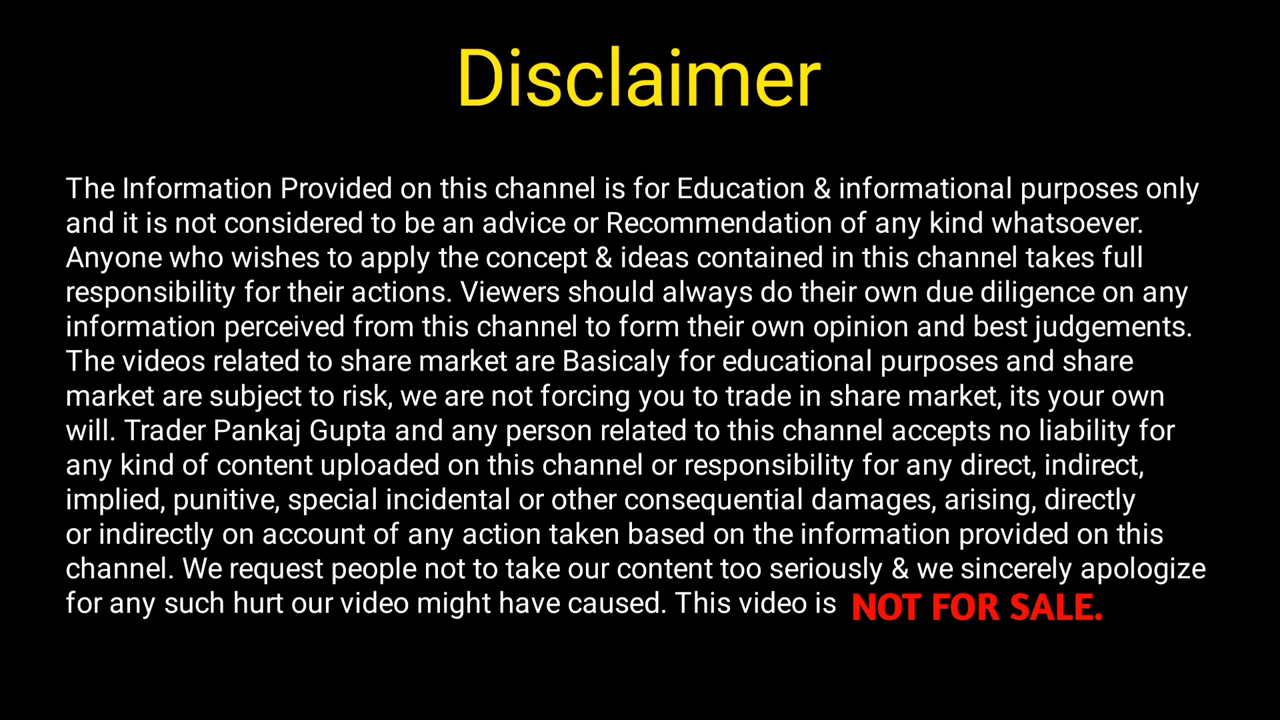 Disclaimer
The Information Provided on this channel is for Education & informational purposes only
and it is not considered to be an advice or Recommendation of any kind whatsoever.
Anyone who wishes to apply the concept & ideas contained in this channel takes full
responsibility for their actions. Viewers should always do their own due diligence on any
information perceived from this channel to form their own opinion and best judgements.
The videos related to share market are Basicaly for educational purposes and share
market are subject to risk, we are not forcing you to trade in share market, its your own
will. Trader Pankaj Gupta and any person related to this channel accepts no liability for
any kind of content uploaded on this channel or responsibility for any direct, indirect,
implied, punitive, special incidental or other consequential damages, arising, directly
or indirectly on account of any action taken based on the information provided on this
channel. We request people not to take our content too seriously & we sincerely apologize
for any such hurt our video might have caused. This video is NOT FOR SALE.